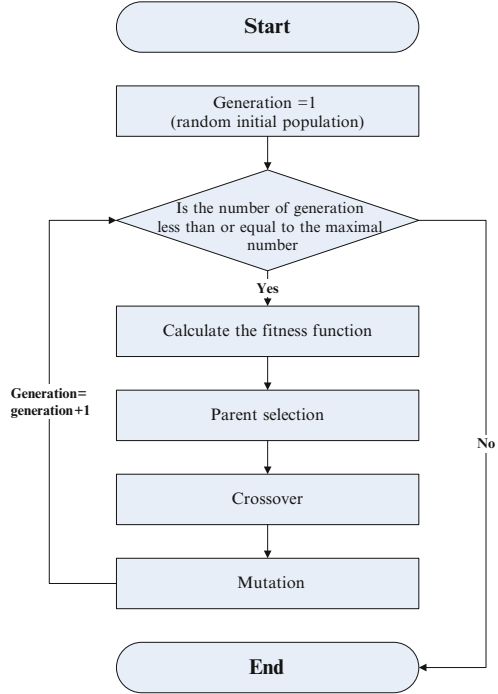 Start
Generation =1
(random initial population)
Is the number of generation
less than or equal to the maximal
number
Yes
Calculate the fitness function
Generation=
generation+1
Parent selection
No
Crossover
Mutation
End